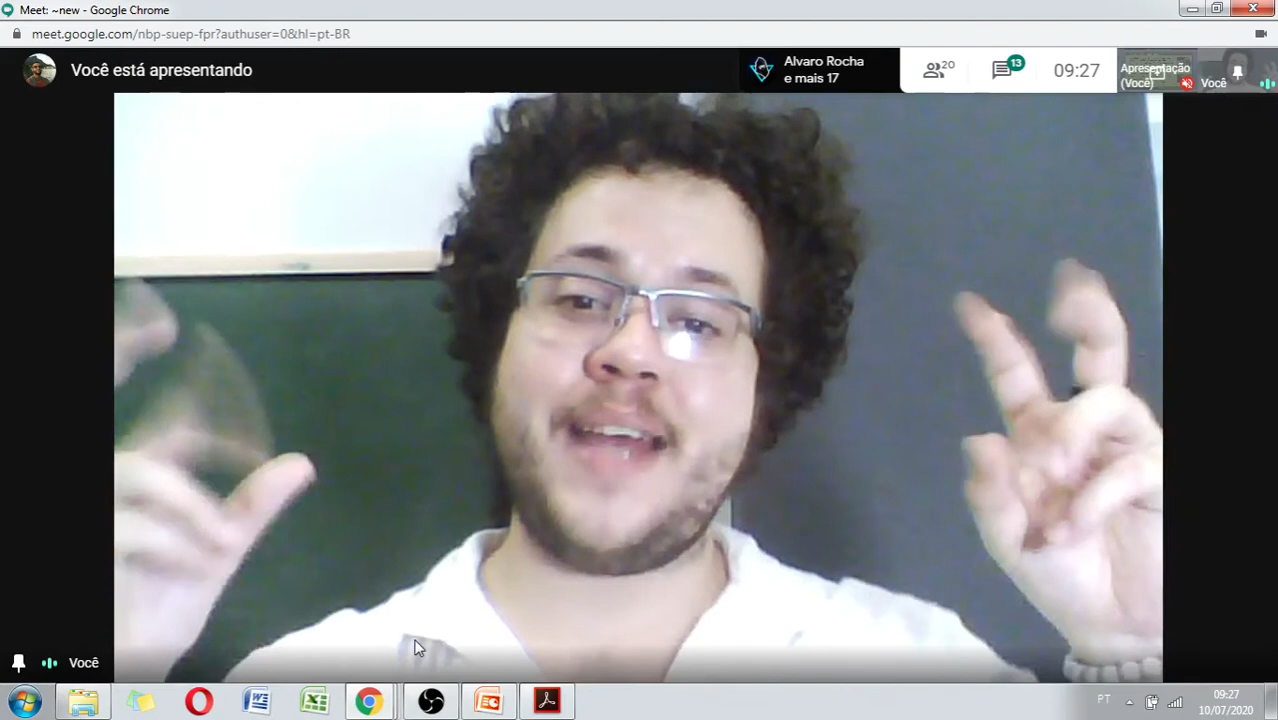 Meet: ~new - Google Chrome
meet.google.com/nbp-suep-fpr?authuser=0&hl=pt-BR
Você está apresentando
Alvaro Rocha
e mais 17
20
13
09:27
Apresentação
(Você)
Você
Você
PT
09:27
10/07/2020